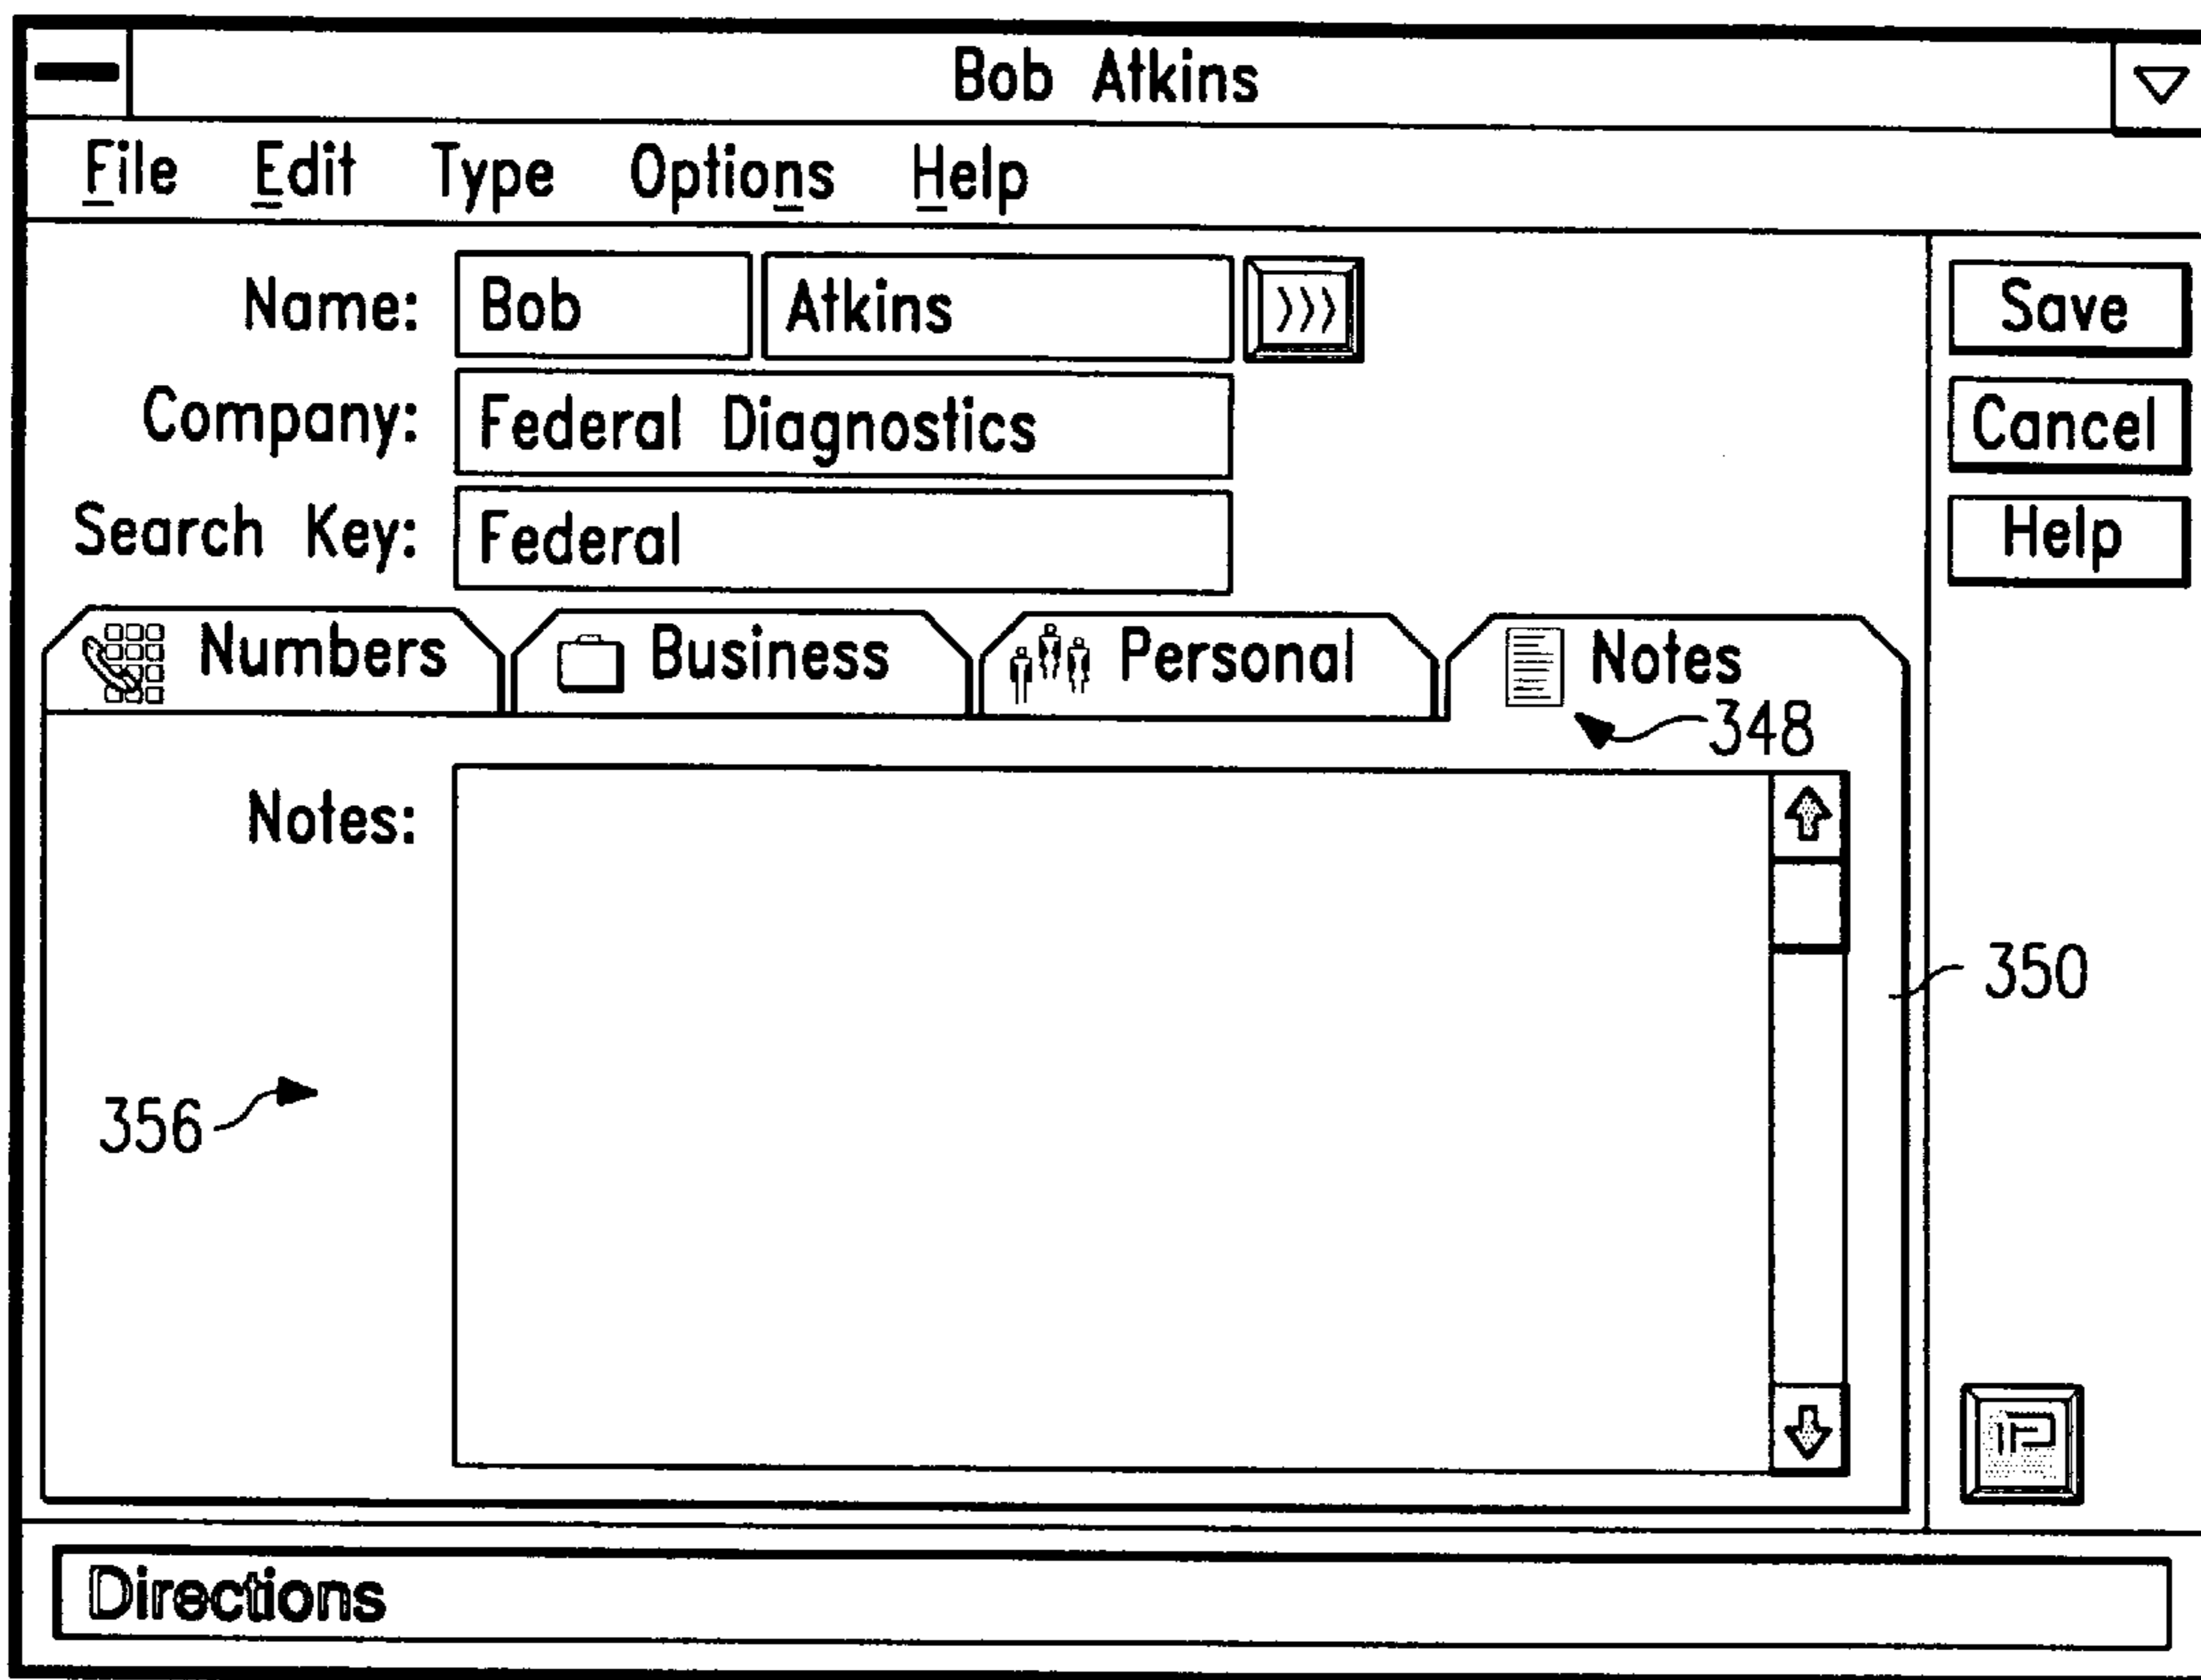 Bob Atkins
File Edit Type Options Help
Name: Bob Atkins >>> Save
Company: Federal Diagnostics Cancel
Search Key: Federal Help
Numbers Business Personal Notes
348
Notes:
350
356
Directions